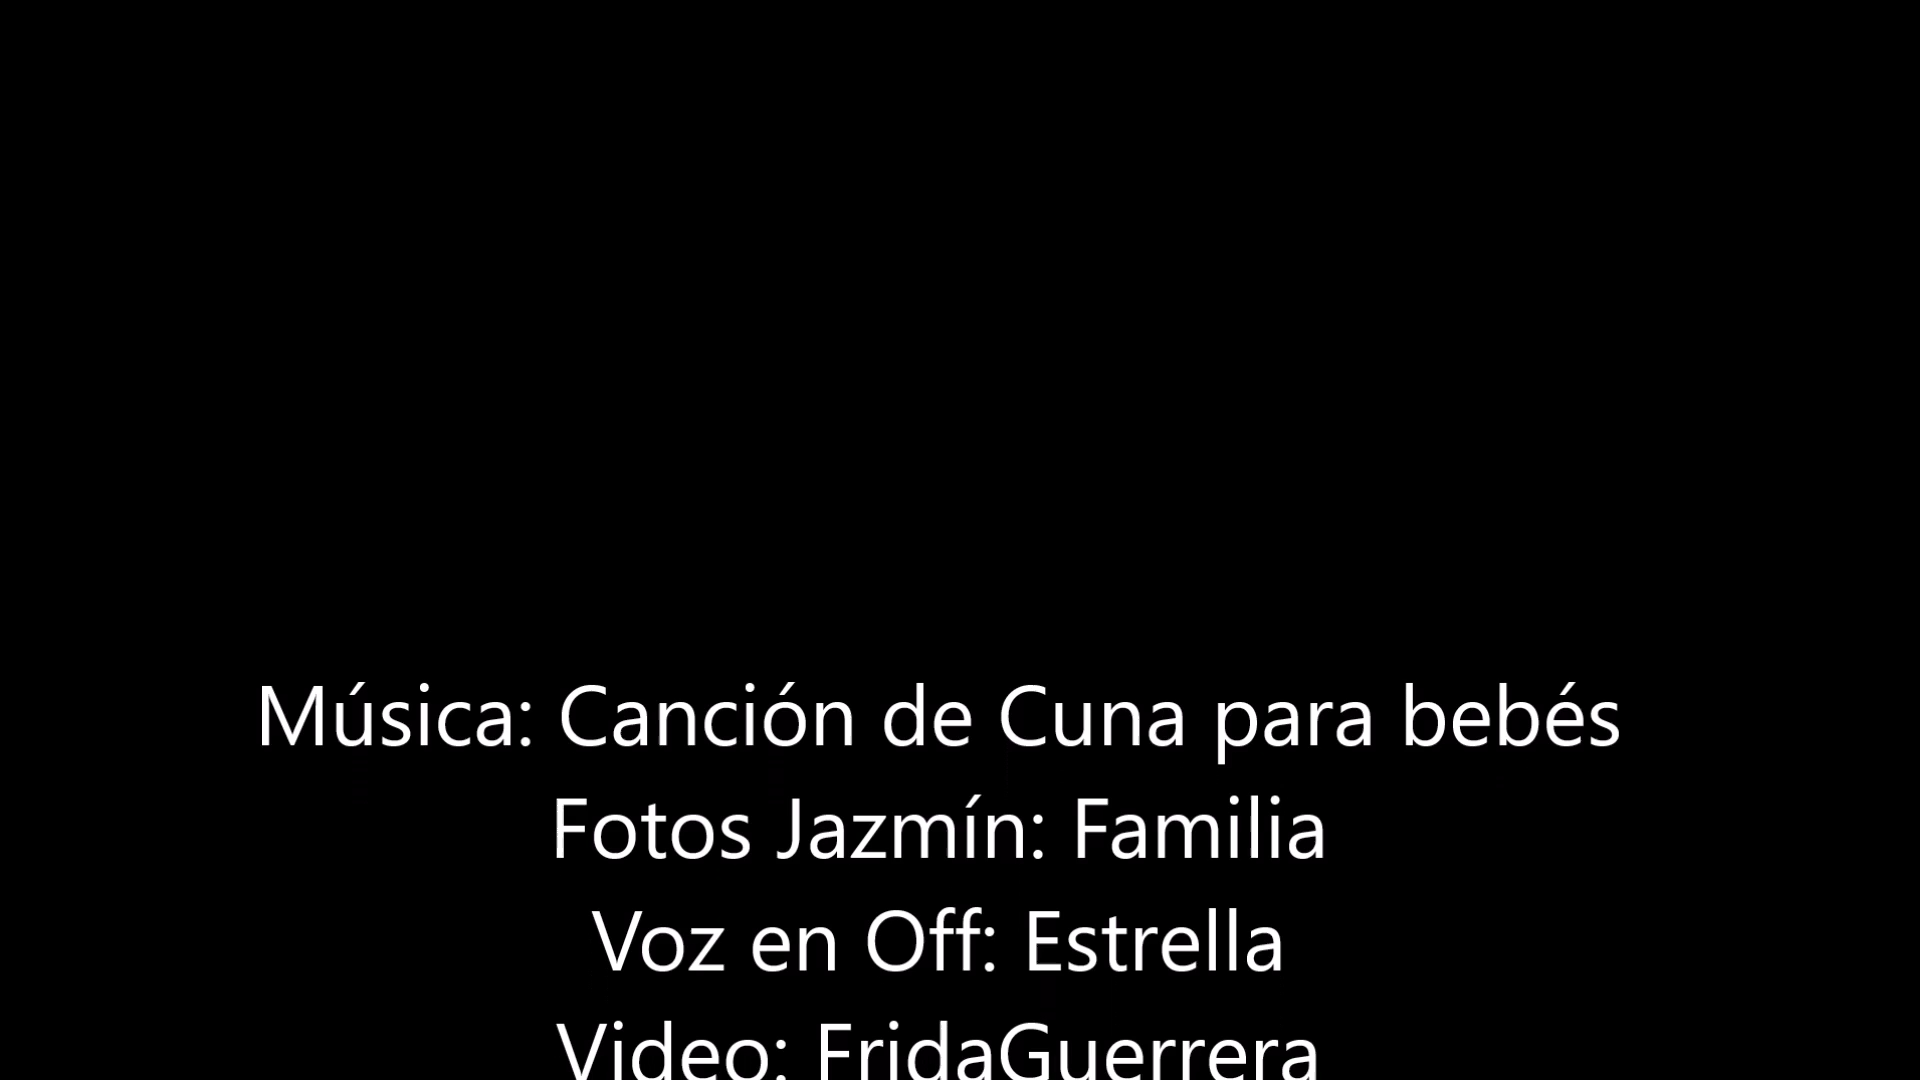 Música: Canción de Cuna para bebés
Fotos Jazmín: Familia
Voz en Off: Estrella
Video: FridaGuerrera